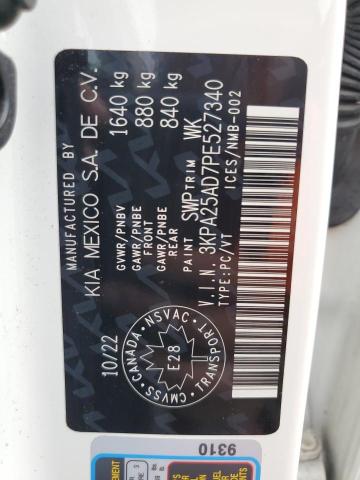 MANUFACTURED BY
KIA MEXICO S.A. DE C.V.
10/22
GVWR/PNBV 1640 kg
GAWR/PNBE FRONT 880 kg
GAWR/PNBE REAR 840 kg
PAINT SWP TRIM WK
V.I.N. 3KPA25AD7PE527340
TYPE:PC/VT ICES/NMB-002
CANADA·NSVAC·TRANSPORT·CMVSS
E28
9310